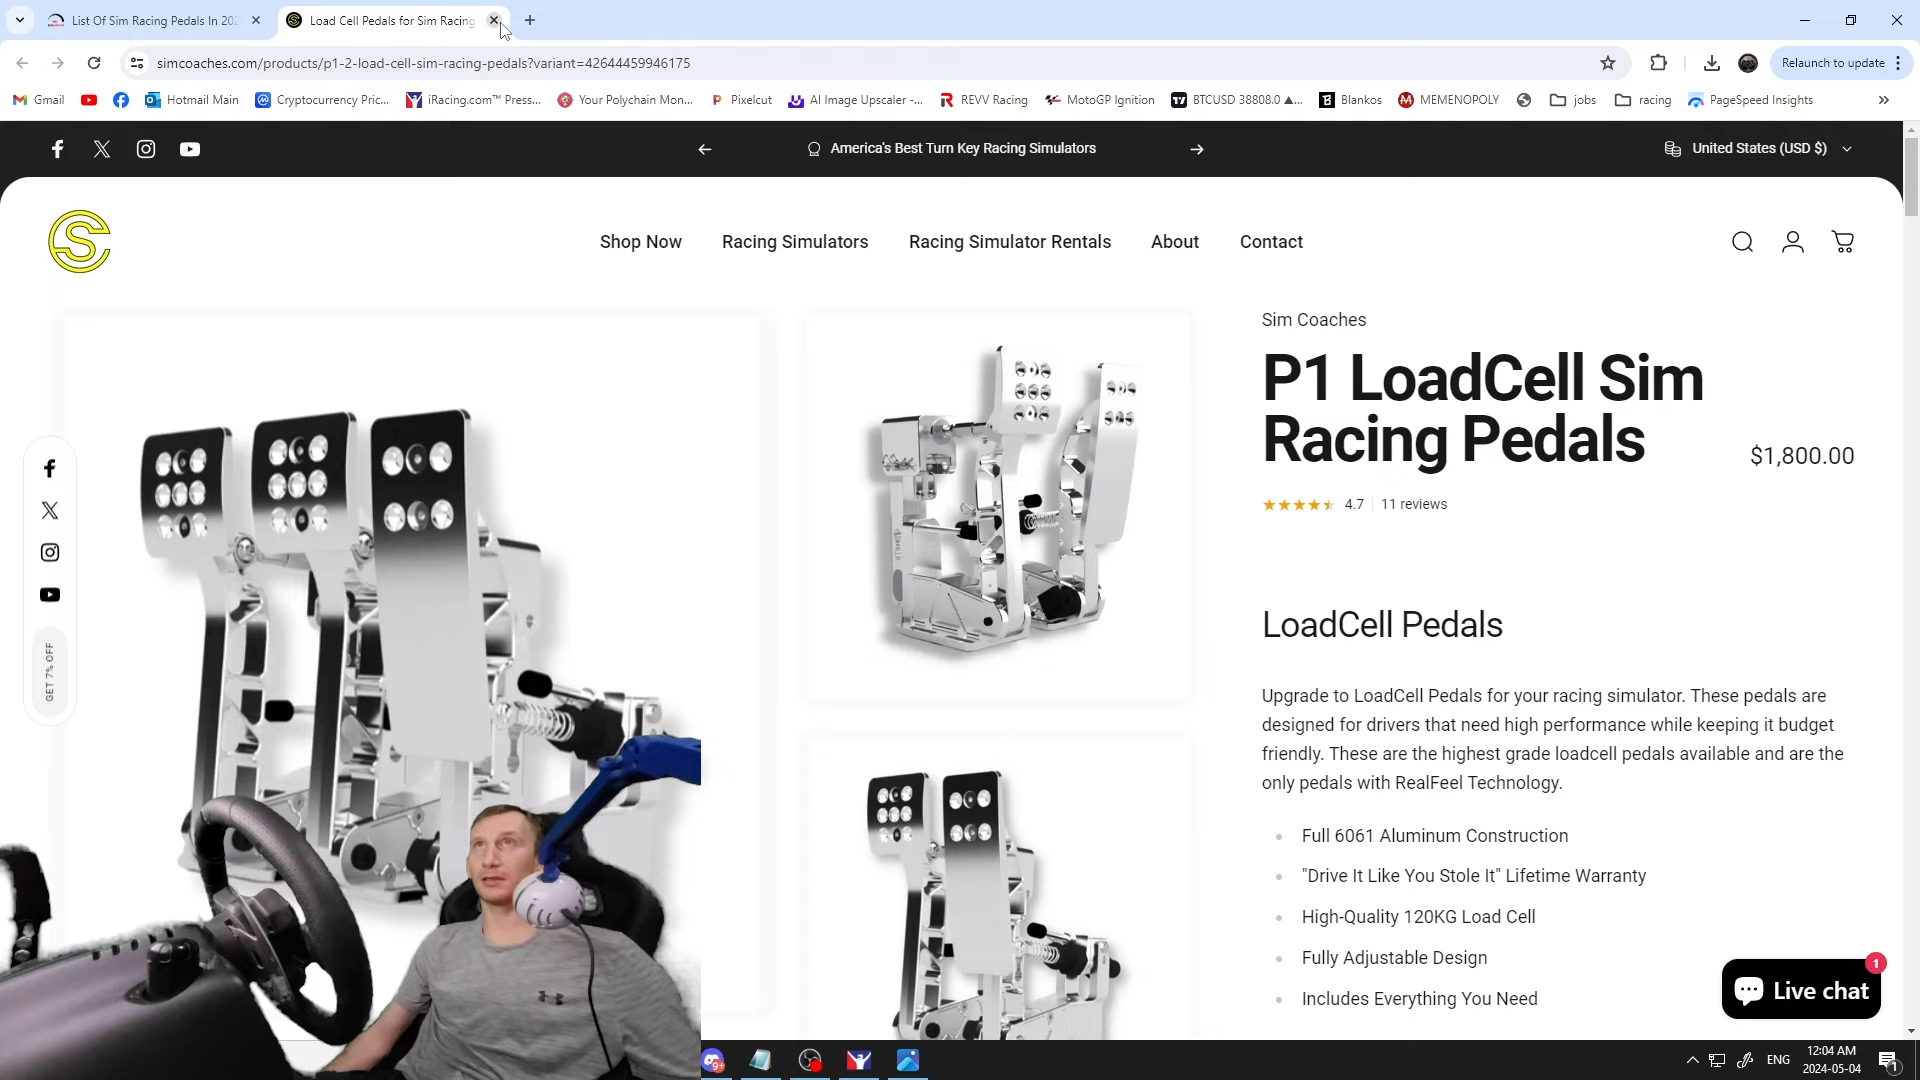 List Of Sim Racing Pedals In 202
Load Cell Pedals for Sim Racing
simcoaches.com/products/p1-2-load-cell-sim-racing-pedals?variant=42644459946175
Relaunch to update
Gmail
Hotmail Main
Cryptocurrency Pric...
iRacing.com™ Press...
Your Polychain Mon...
Pixelcut
AI Image Upscaler -...
REVV Racing
MotoGP Ignition
BTCUSD 38808.0 ▲...
Blankos
MEMENOPOLY
jobs
racing
PageSpeed Insights
America's Best Turn Key Racing Simulators
United States (USD $)
Shop Now
Racing Simulators
Racing Simulator Rentals
About
Contact
Sim Coaches
P1 LoadCell Sim
Racing Pedals
$1,800.00
4.7
11 reviews
GET 7% OFF
LoadCell Pedals
Upgrade to LoadCell Pedals for your racing simulator. These pedals are
designed for drivers that need high performance while keeping it budget
friendly. These are the highest grade loadcell pedals available and are the
only pedals with RealFeel Technology.
Full 6061 Aluminum Construction
"Drive It Like You Stole It" Lifetime Warranty
High-Quality 120KG Load Cell
Fully Adjustable Design
Includes Everything You Need
1
Live chat
9+
ENG
12:04 AM
2024-05-04
1